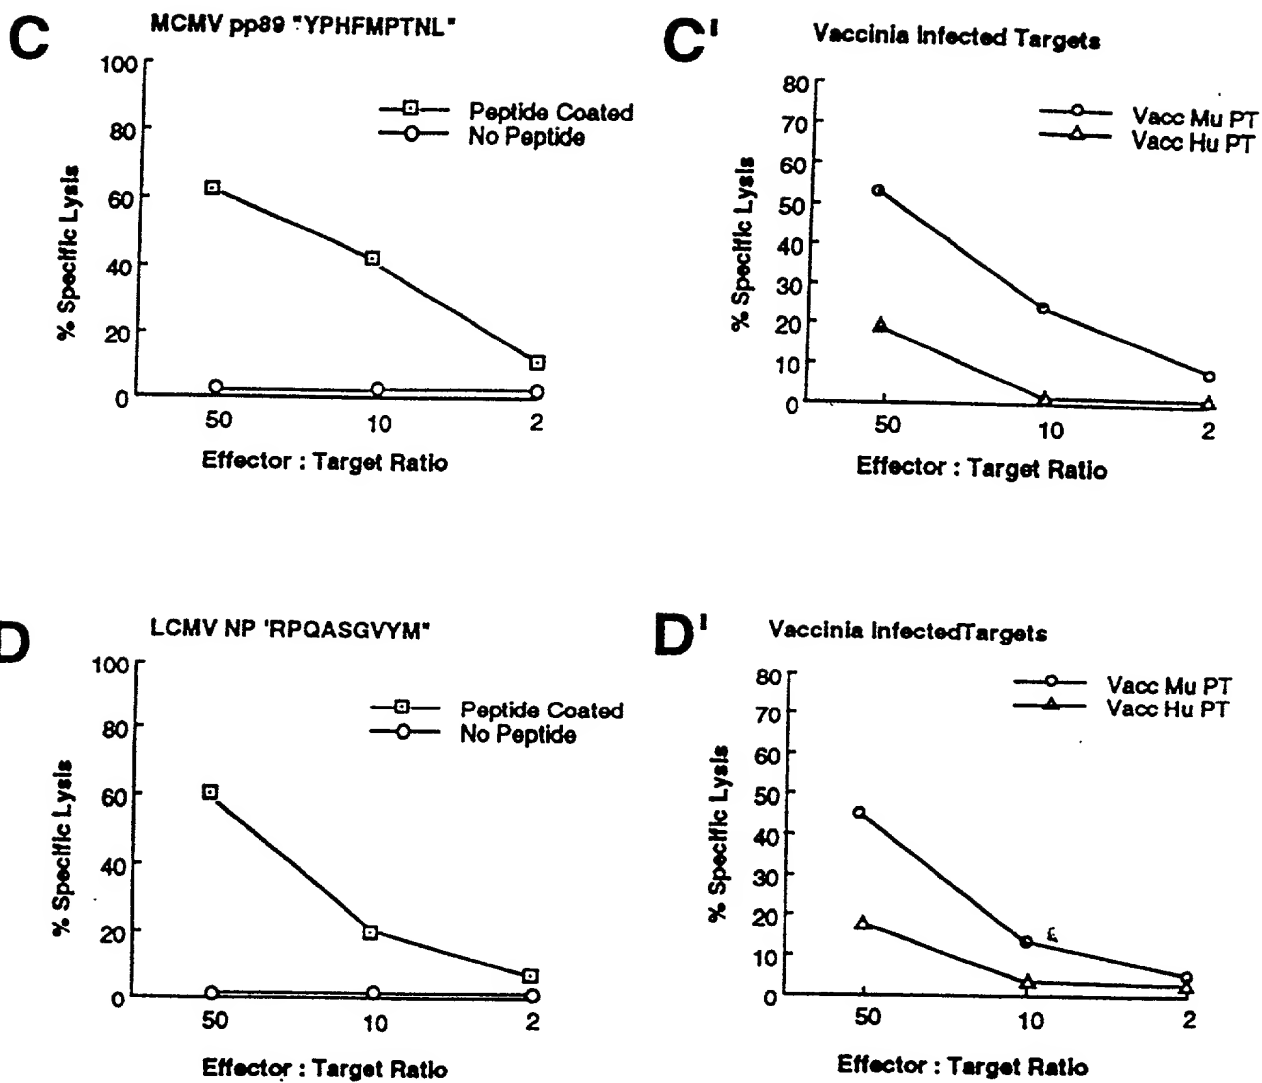 C
MCMV pp89 "YPHFMPTNL"
100
80
60
40
20
0
% Specific Lysis
Peptide Coated
No Peptide
50 10 2
Effector : Target Ratio
C'
Vaccinia Infected Targets
80
70
60
50
40
30
20
10
0
% Specific Lysis
Vacc Mu PT
Vacc Hu PT
50 10 2
Effector : Target Ratio
D
LCMV NP 'RPQASGVYM"
100
80
60
40
20
0
% Specific Lysis
Peptide Coated
No Peptide
50 10 2
Effector : Target Ratio
D'
Vaccinia InfectedTargets
80
70
60
50
40
30
20
10
0
% Specific Lysis
Vacc Mu PT
Vacc Hu PT
50 10 2
Effector : Target Ratio